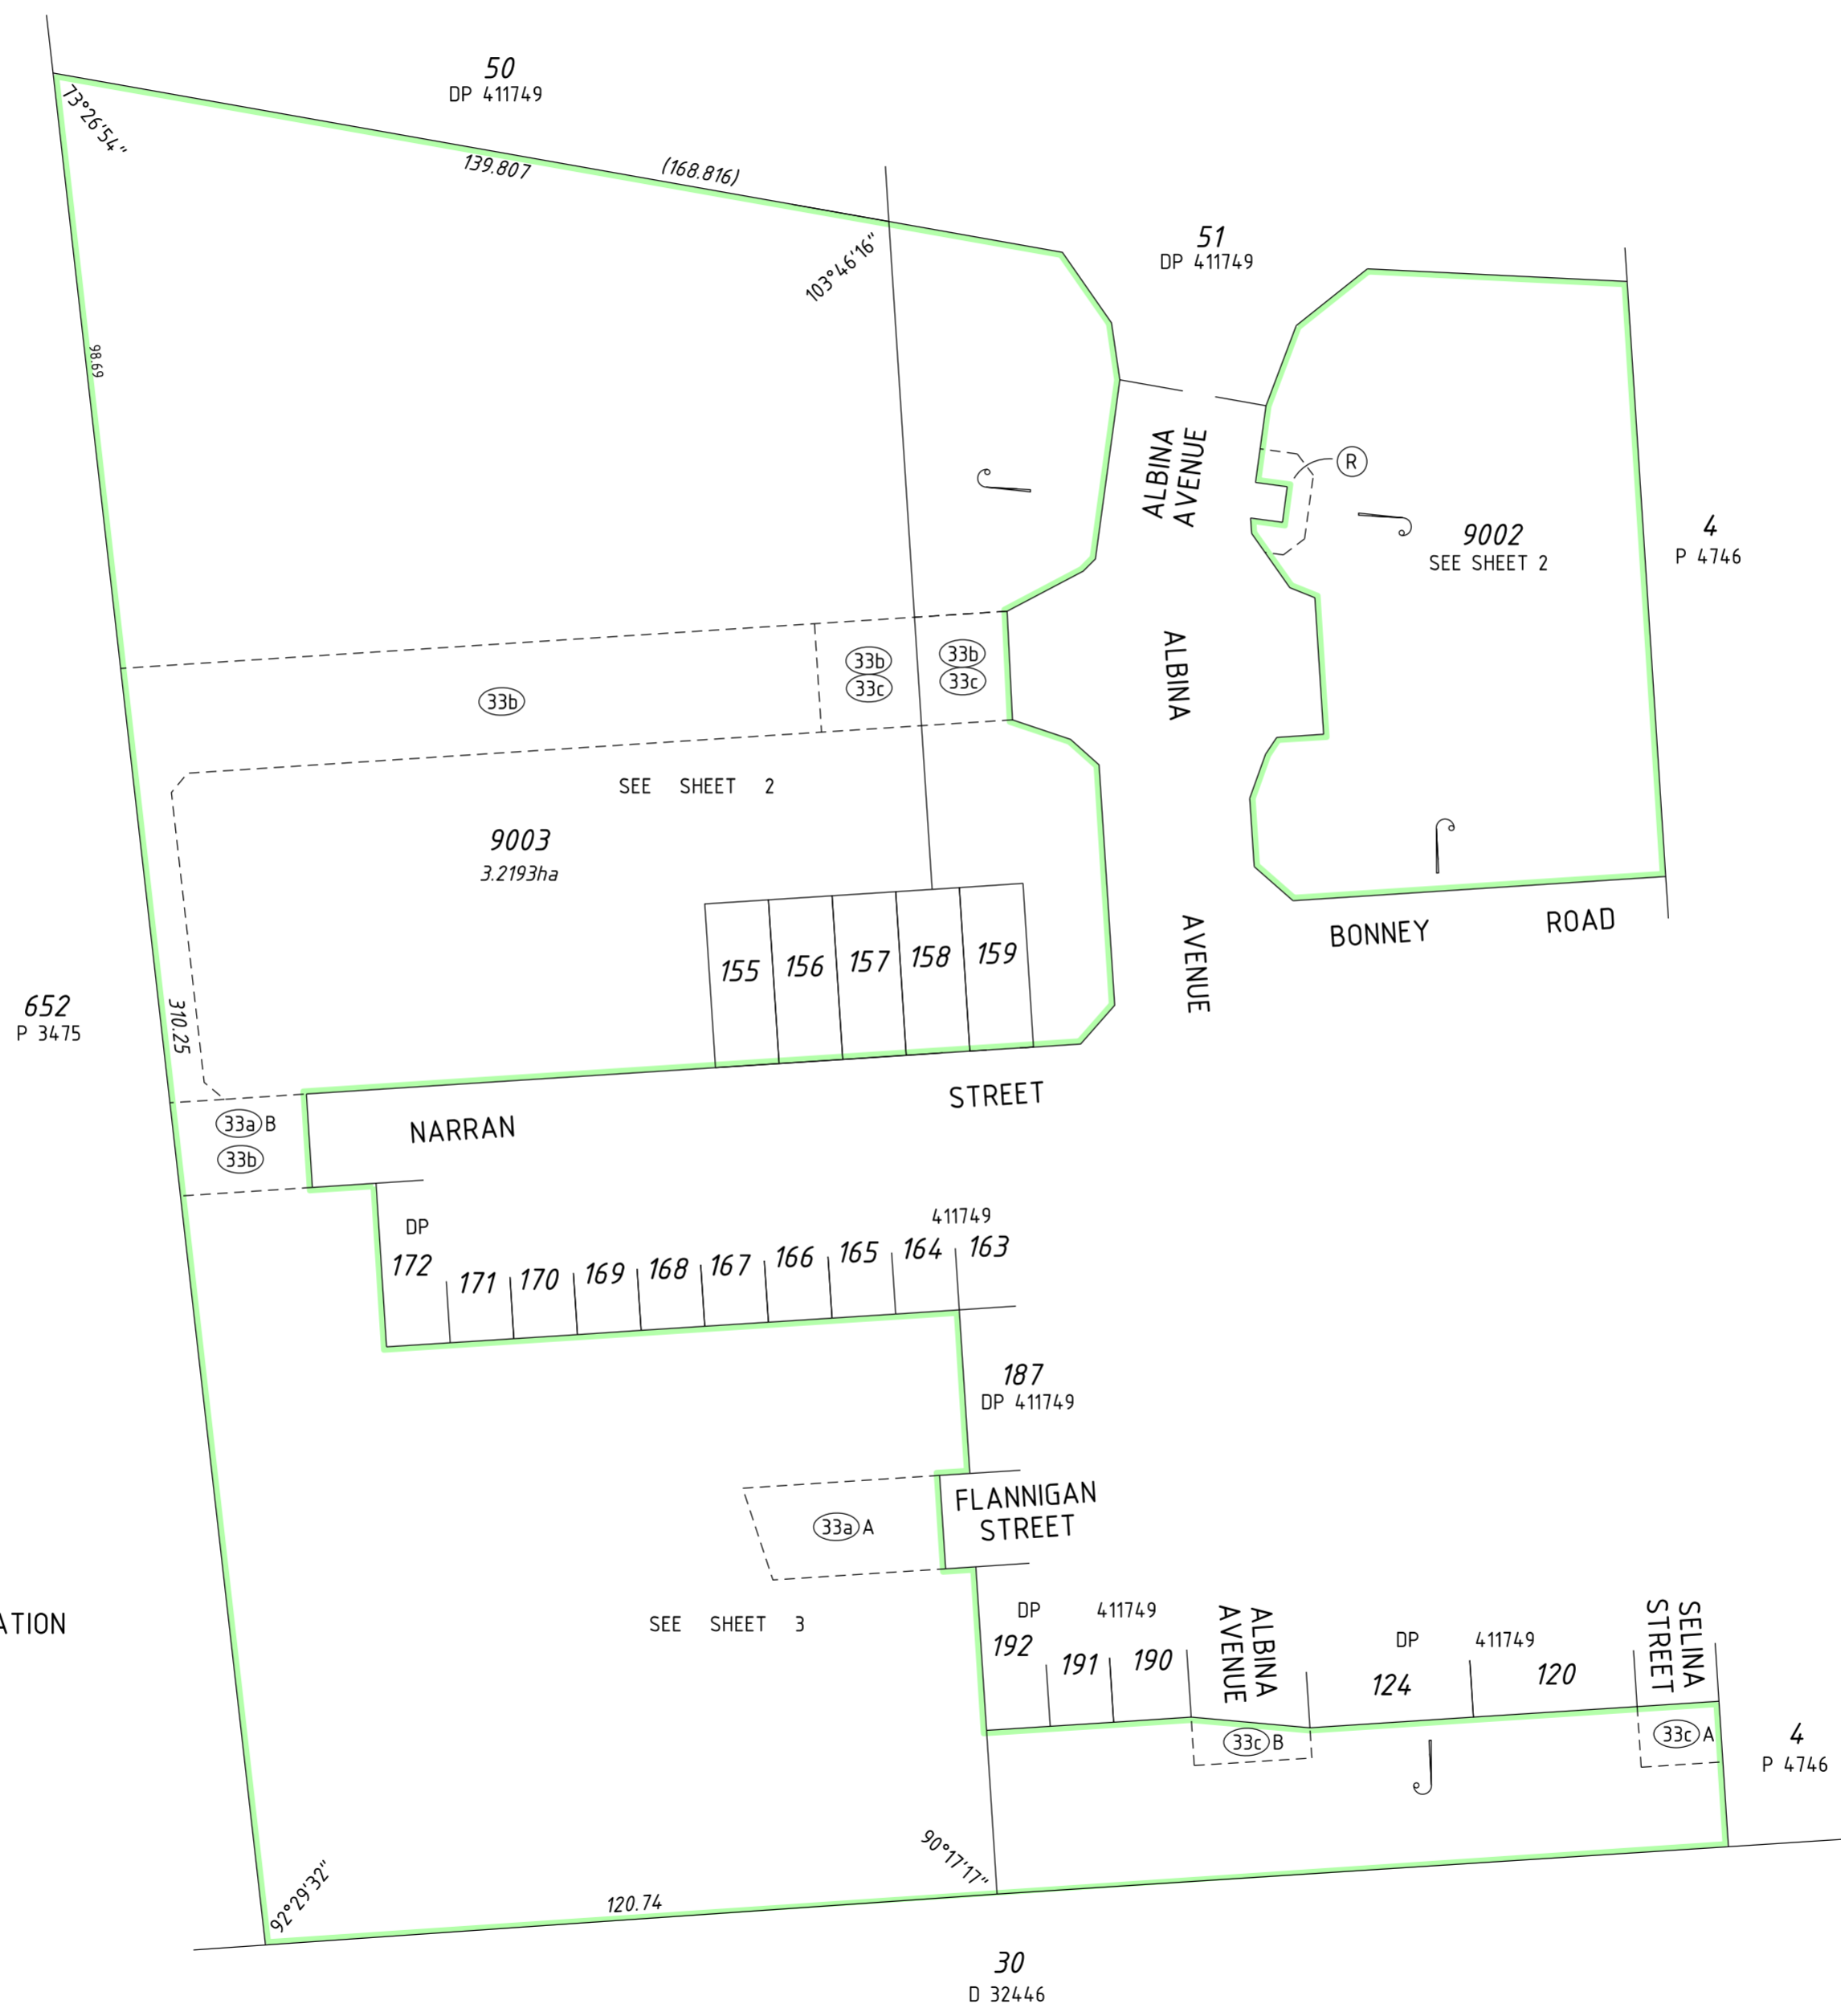 50
DP 411749
73°26'54"
139.807
(168.816)
103°46'16"
51
DP 411749
98.69
ALBINA
AVENUE
R
9002
SEE SHEET 2
4
P 4746
33b
33b
33c
33b
33c
ALBINA
AVENUE
SEE SHEET 2
9003
3.2193ha
155
156
157
158
159
BONNEY ROAD
652
P 3475
310.25
33a B
33b
NARRAN STREET
DP 411749
172
171
170
169
168
167
166
165
164
163
187
DP 411749
FLANNIGAN
STREET
33a A
ATION
SEE SHEET 3
DP 411749
192
191
190
ALBINA
AVENUE
DP 411749
124
120
SELINA
STREET
33c B
33c A
4
P 4746
92°29'32"
120.74
90°17'17"
30
D 32446